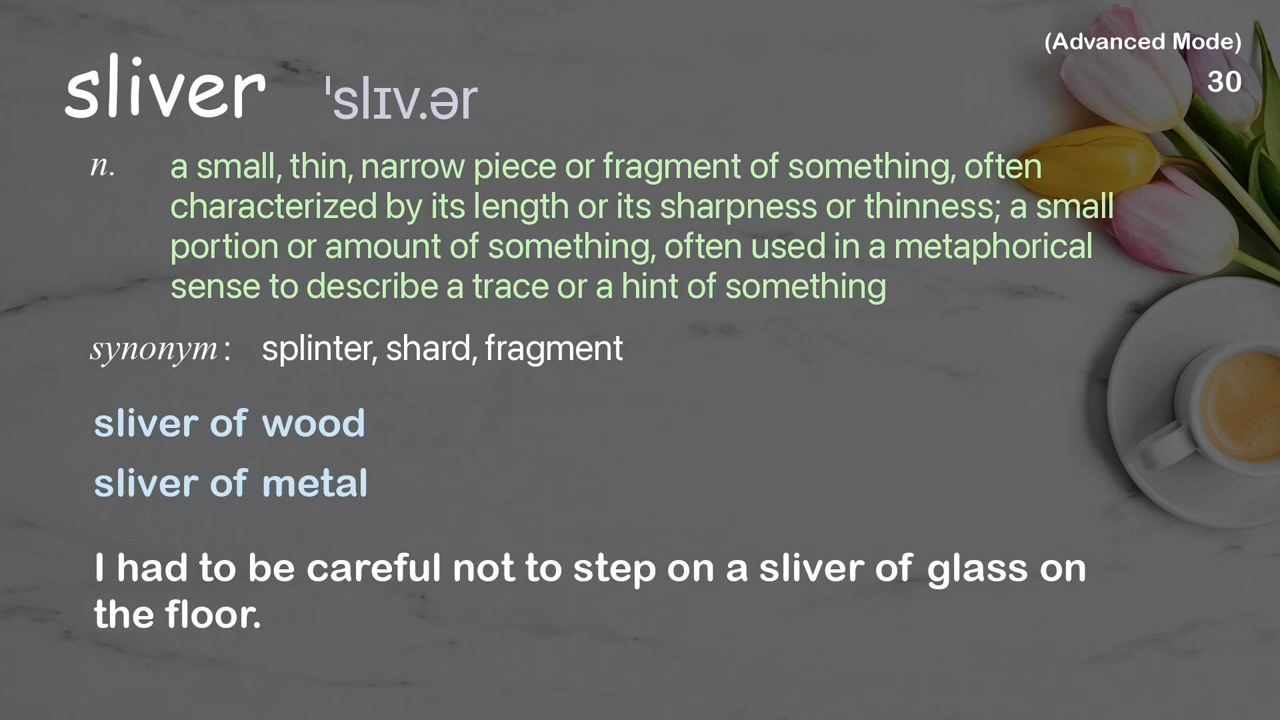 (Advanced Mode)
sliver ˈslɪv.ər
30
n. a small, thin, narrow piece or fragment of something, often
characterized by its length or its sharpness or thinness; a small
portion or amount of something, often used in a metaphorical
sense to describe a trace or a hint of something
synonym: splinter, shard, fragment
sliver of wood
sliver of metal
I had to be careful not to step on a sliver of glass on
the floor.